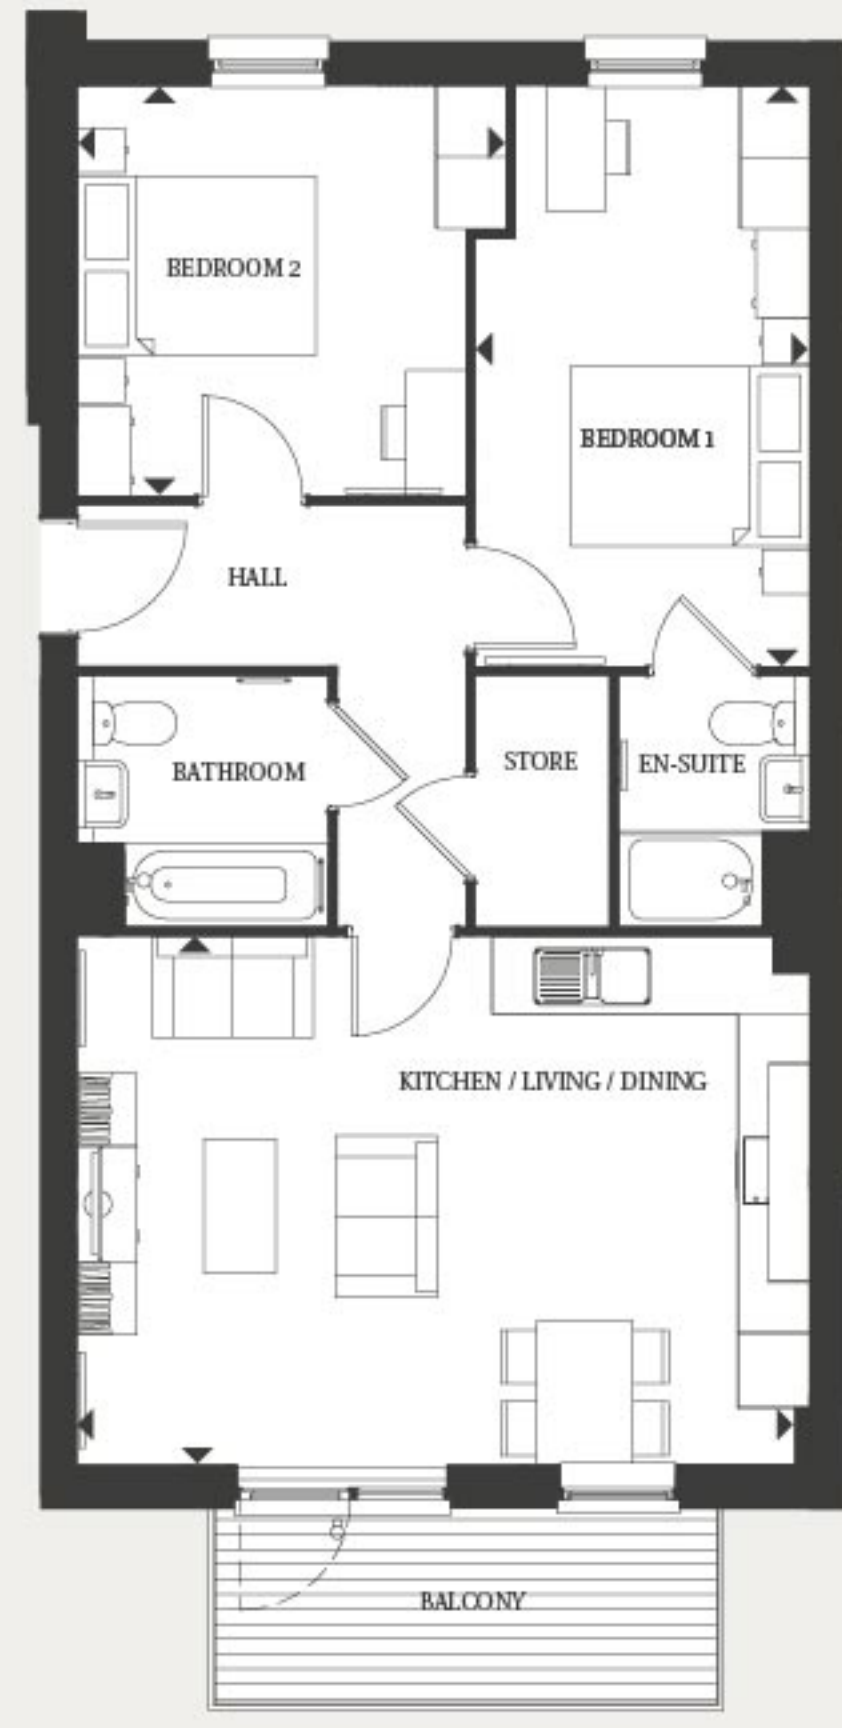 BEDROOM 2
BEDROOM 1
HALL
BATHROOM
STORE
EN-SUITE
KITCHEN / LIVING / DINING
BALCONY